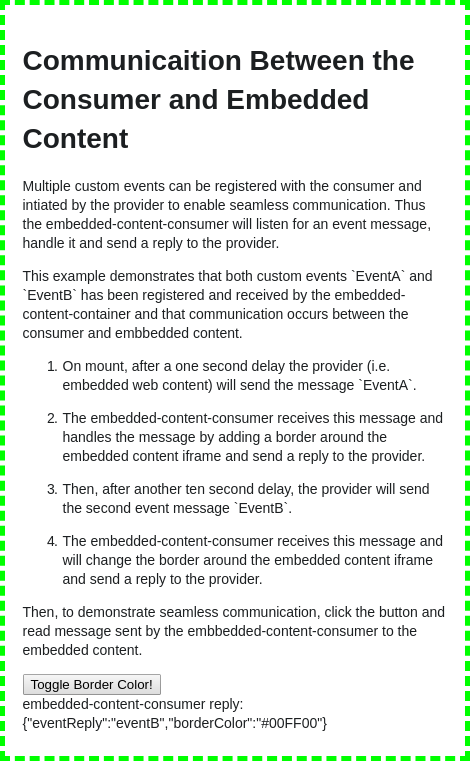 Communicaition Between the
Consumer and Embedded
Content
Multiple custom events can be registered with the consumer and
intiated by the provider to enable seamless communication. Thus
the embedded-content-consumer will listen for an event message,
handle it and send a reply to the provider.
This example demonstrates that both custom events `EventA` and
`EventB` has been registered and received by the embedded-
content-container and that communication occurs between the
consumer and embbedded content.
1. On mount, after a one second delay the provider (i.e.
embedded web content) will send the message `EventA`.
2. The embedded-content-consumer receives this message and
handles the message by adding a border around the
embedded content iframe and send a reply to the provider.
3. Then, after another ten second delay, the provider will send
the second event message `EventB`.
4. The embedded-content-consumer receives this message and
will change the border around the embedded content iframe
and send a reply to the provider.
Then, to demonstrate seamless communication, click the button and
read message sent by the embbedded-content-consumer to the
embedded content.
Toggle Border Color!
embedded-content-consumer reply:
{"eventReply":"eventB","borderColor":"#00FF00"}